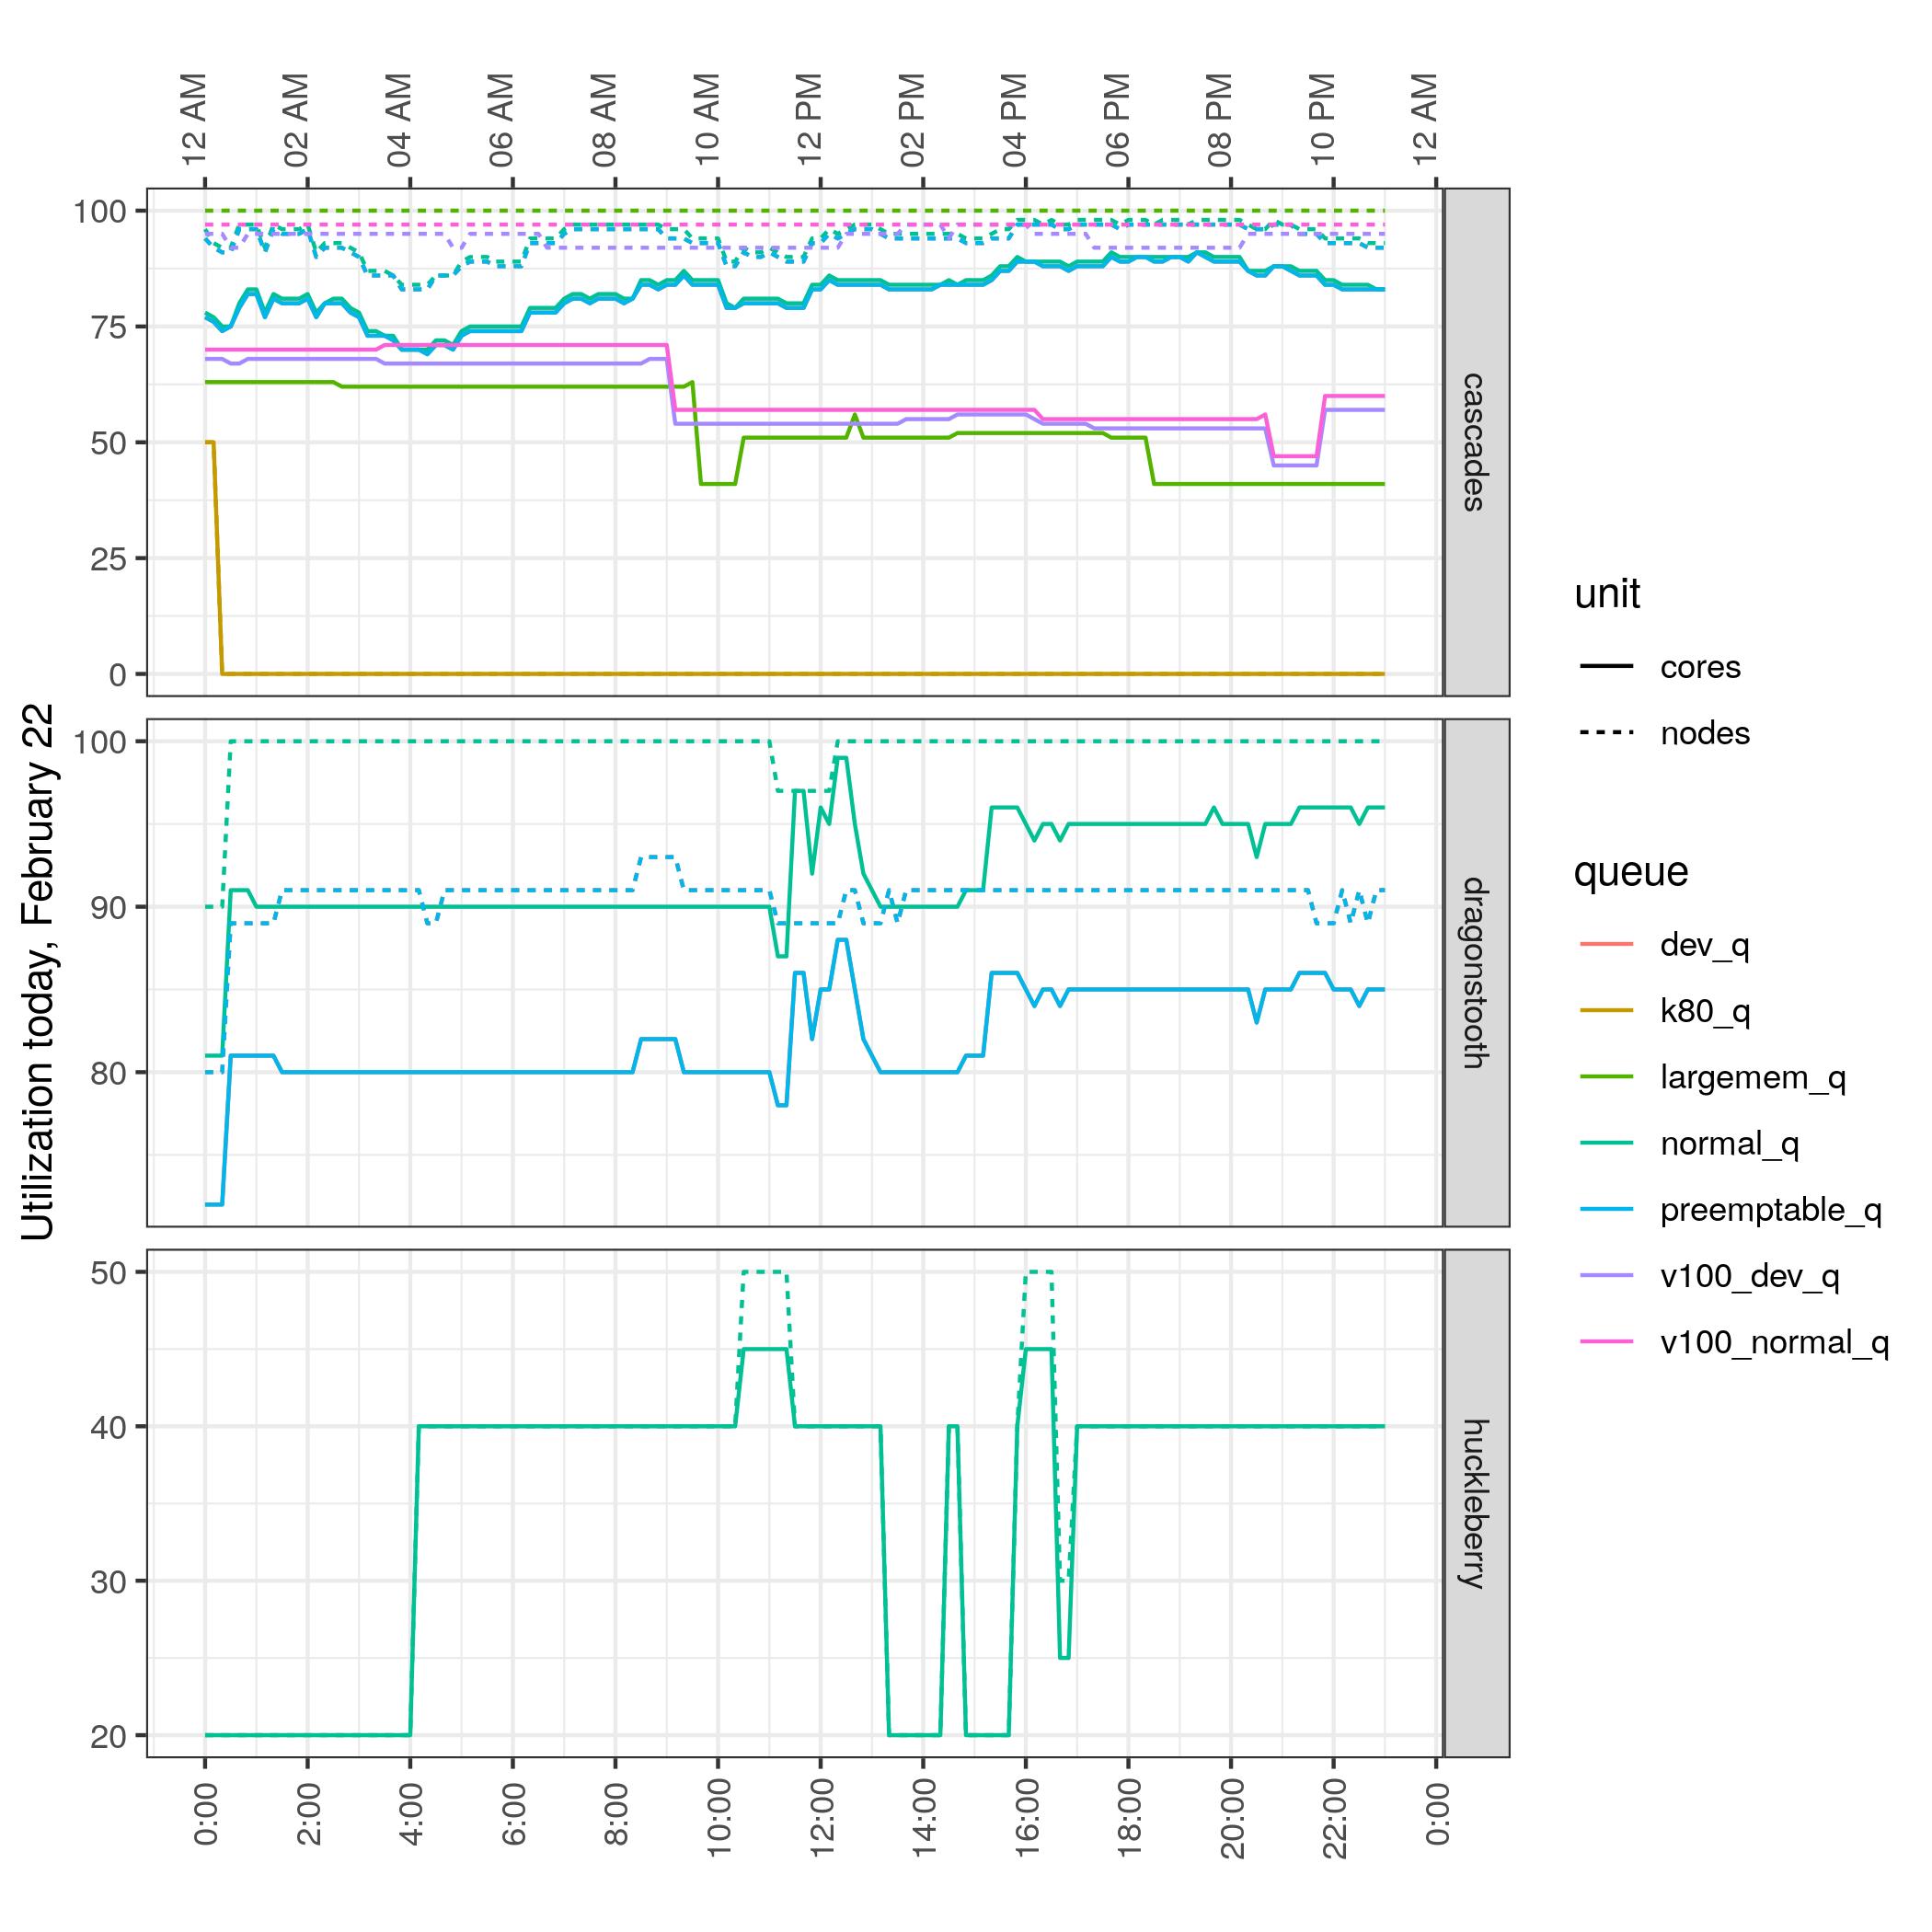 12 AM
02 AM
04 AM
06 AM
08 AM
10 AM
12 PM
02 PM
04 PM
06 PM
08 PM
10 PM
12 AM
Utilization today, February 22
100
75
50
25
0
cascades
100
90
80
dragonstooth
50
40
30
20
huckleberry
0:00
2:00
4:00
6:00
8:00
10:00
12:00
14:00
16:00
18:00
20:00
22:00
0:00
unit
cores
nodes
queue
dev_q
k80_q
largemem_q
normal_q
preemptable_q
v100_dev_q
v100_normal_q